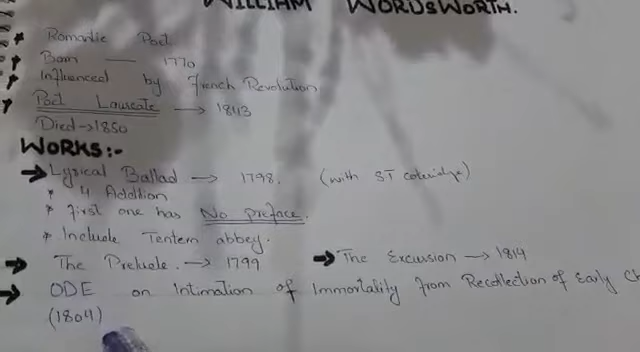 WILLIAM WORDSWORTH.
* Romantic Poet
* Born — 1770
* Influenced by French Revolution
* Poet Laureate → 1843
Died → 1850
WORKS:-
→ Lyrical Ballad → 1798. (with ST coleridge)
* 4 Addition
* First one has No preface.
* Include Tentern abbey.
→ The Prelude. → 1799 → The Excursion → 1814
→ ODE on Intimation of Immortality from Recollection of Early Ch
(1804)